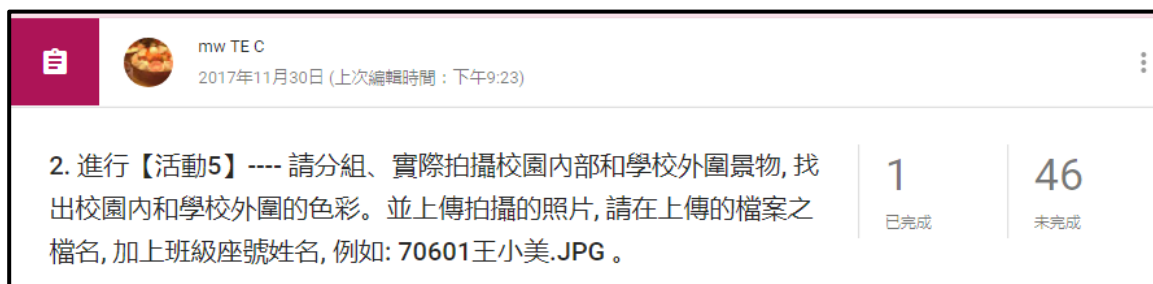 mw TE C
2017年11月30日 (上次編輯時間：下午9:23)
2. 進行【活動5】---- 請分組、實際拍攝校園內部和學校外圍景物, 找
出校園內和學校外圍的色彩。並上傳拍攝的照片, 請在上傳的檔案之
檔名, 加上班級座號姓名, 例如: 70601王小美.JPG 。
1
已完成
46
未完成